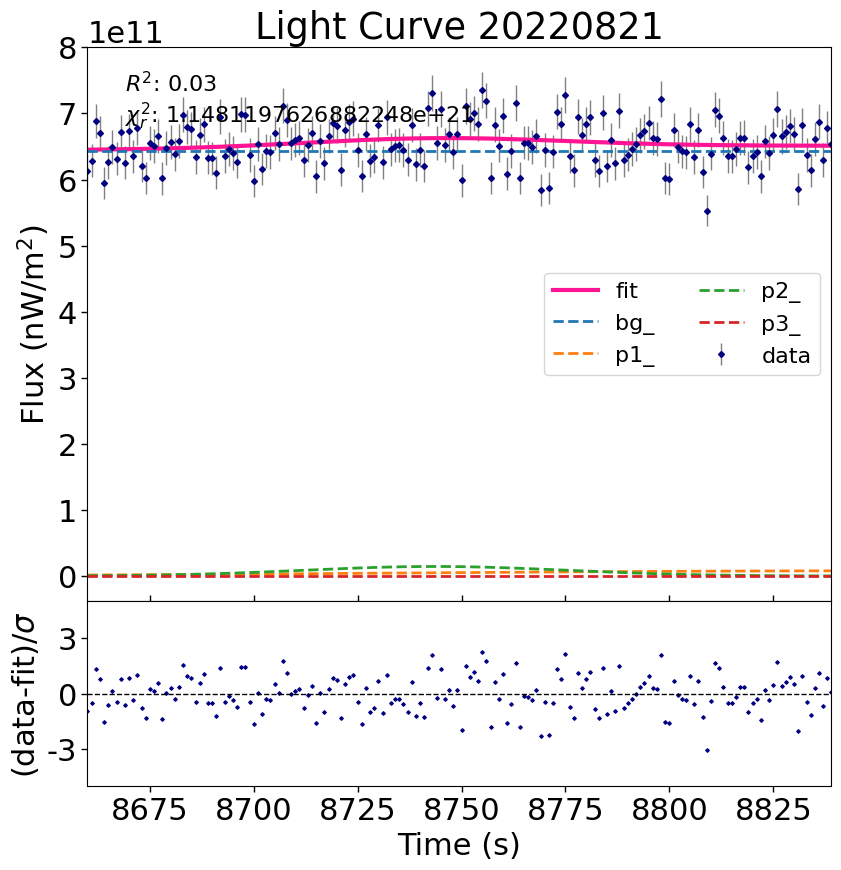 Light Curve 20220821
1e11
R²: 0.03
χ²ᵣ: 1.1481197626882248e+21
8
7
6
5
4
3
2
1
0
Flux (nW/m²)
fit
bg_
p1_
p2_
p3_
data
3
0
-3
(data-fit)/σ
8675 8700 8725 8750 8775 8800 8825
Time (s)